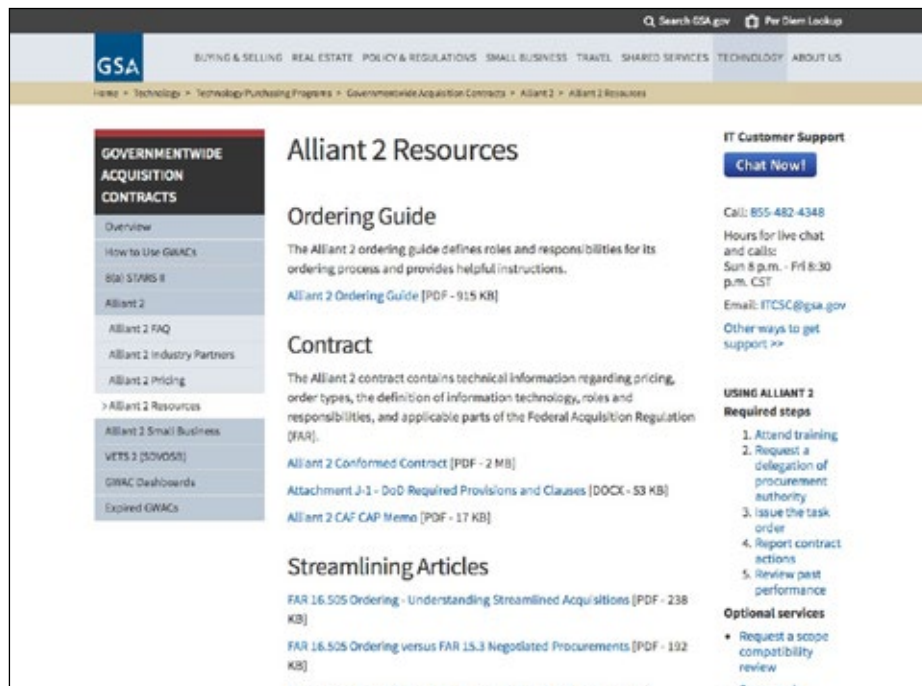 Search GSA.gov Per Diem Lookup
GSA
BUYING & SELLING REAL ESTATE POLICY & REGULATIONS SMALL BUSINESS TRAVEL SHARED SERVICES TECHNOLOGY ABOUT US
Home > Technology > Technology Purchasing Programs > Governmentwide Acquisition Contracts > Alliant 2 > Alliant 2 Resources
GOVERNMENTWIDE
ACQUISITION
CONTRACTS
Overview
How to Use GWACs
8(a) STARS II
Alliant 2
Alliant 2 FAQ
Alliant 2 Industry Partners
Alliant 2 Pricing
> Alliant 2 Resources
Alliant 2 Small Business
VETS 2 (SDVOSB)
GWAC Dashboards
Expired GWACs
Alliant 2 Resources
Ordering Guide
The Alliant 2 ordering guide defines roles and responsibilities for its
ordering process and provides helpful instructions.
Alliant 2 Ordering Guide [PDF - 915 KB]
Contract
The Alliant 2 contract contains technical information regarding pricing,
order types, the definition of information technology, roles and
responsibilities, and applicable parts of the Federal Acquisition Regulation
(FAR).
Alliant 2 Conformed Contract [PDF - 2 MB]
Attachment J-1 - DoD Required Provisions and Clauses [DOCX - 53 KB]
Alliant 2 CAF CAP Memo [PDF - 17 KB]
Streamlining Articles
FAR 16.505 Ordering - Understanding Streamlined Acquisitions [PDF - 238
KB]
FAR 16.505 Ordering versus FAR 15.3 Negotiated Procurements [PDF - 192
KB]
IT Customer Support
Chat Now!
Call: 855-482-4348
Hours for live chat
and calls:
Sun 8 p.m. - Fri 8:30
p.m. CST
Email: ITCSC@gsa.gov
Other ways to get
support >>
USING ALLIANT 2
Required steps
1. Attend training
2. Request a
delegation of
procurement
authority
3. Issue the task
order
4. Report contract
actions
5. Review past
performance
Optional services
• Request a scope
compatibility
review